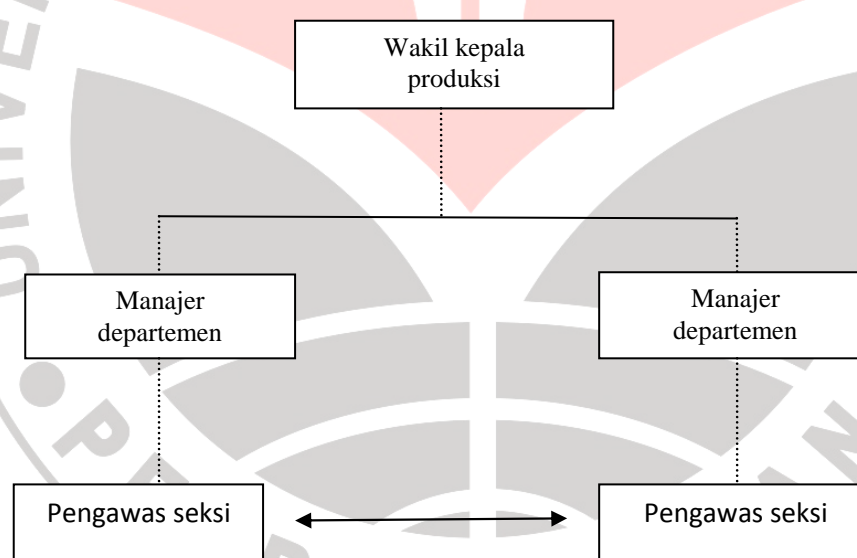 Wakil kepala
produksi
Manajer
departemen
Manajer
departemen
Pengawas seksi
Pengawas seksi